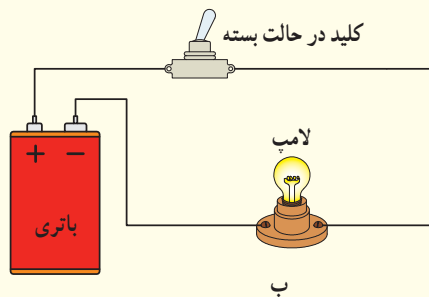 کلید در حالت بسته
لامپ
+ −
باتری
ب